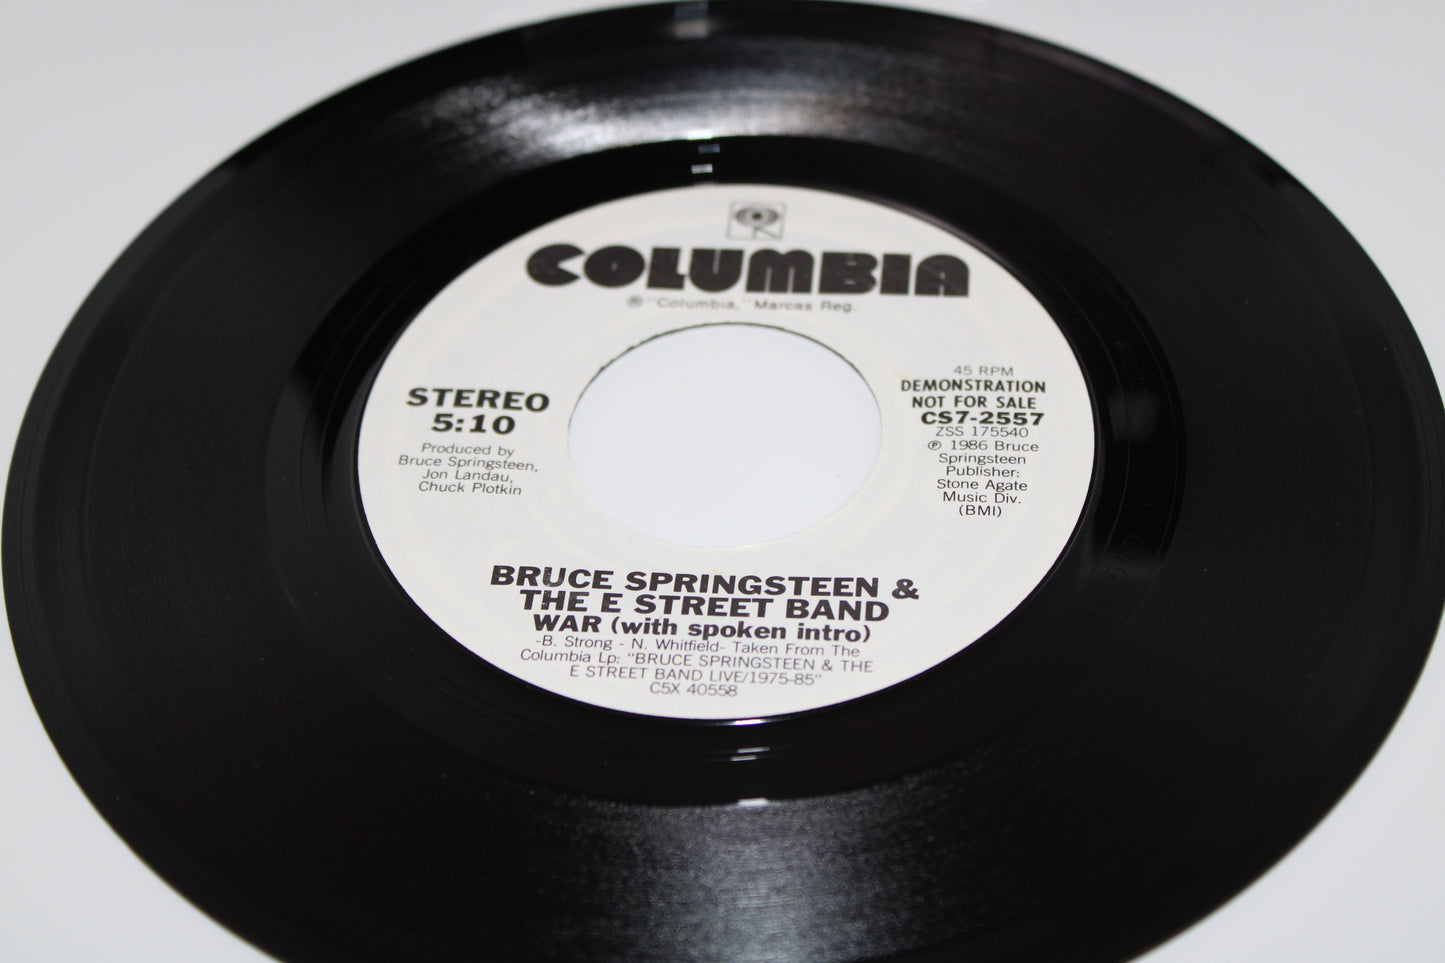 COLUMBIA
® "Columbia," Marcas Reg.
STEREO
5:10
Produced by
Bruce Springsteen,
Jon Landau,
Chuck Plotkin
45 RPM
DEMONSTRATION
NOT FOR SALE
CS7-2557
ZSS 175540
℗ 1986 Bruce
Springsteen
Publisher:
Stone Agate
Music Div.
(BMI)
BRUCE SPRINGSTEEN &
THE E STREET BAND
WAR (with spoken intro)
-B. Strong - N. Whitfield- Taken From The
Columbia Lp: "BRUCE SPRINGSTEEN & THE
E STREET BAND LIVE/1975-85"
C5X 40558